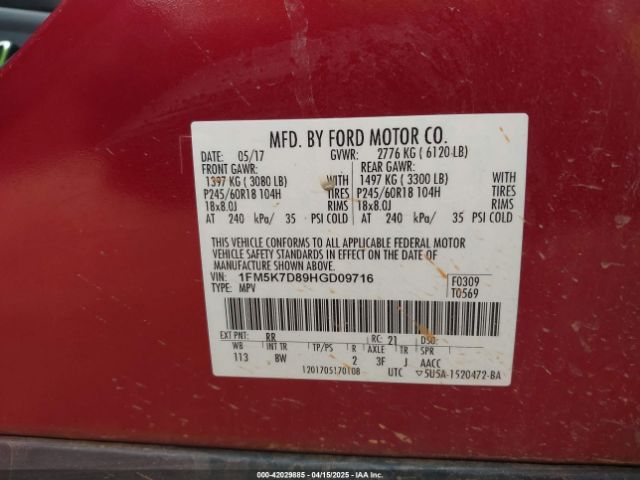 MFD. BY FORD MOTOR CO.
DATE: 05/17 GVWR: 2776 KG ( 6120 LB)
FRONT GAWR: REAR GAWR:
1397 KG ( 3080 LB) WITH 1497 KG ( 3300 LB) WITH
P245/60R18 104H TIRES P245/60R18 104H TIRES
18x8.0J RIMS 18x8.0J RIMS
AT 240 kPa/ 35 PSI COLD AT 240 kPa/ 35 PSI COLD
THIS VEHICLE CONFORMS TO ALL APPLICABLE FEDERAL MOTOR
VEHICLE SAFETY STANDARDS IN EFFECT ON THE DATE OF
MANUFACTURE SHOWN ABOVE.
VIN: 1FM5K7D89HGD09716 F0309
TYPE: MPV T0569
EXT PNT: RR RC: 21 DSO:
WB INT TR TP/PS R AXLE TR SPR
113 BW 2 3F J AACC
1201705170108 UTC ▽5U5A-1520472-BA
© COPYRIGHT 2000-42029885 - 04/15/2025 - IAA Inc. (IAA)